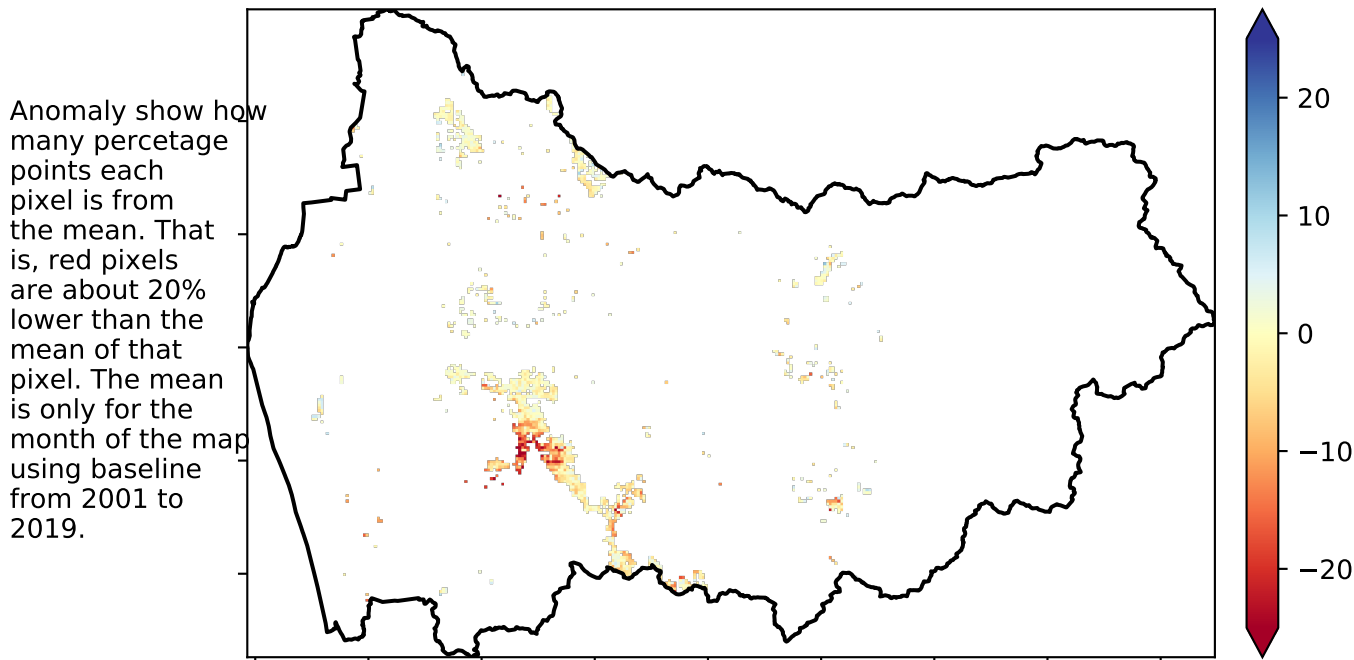 Anomaly show how
many percetage
points each
pixel is from
the mean. That
is, red pixels
are about 20%
lower than the
mean of that
pixel. The mean
is only for the
month of the map
using baseline
from 2001 to
2019.
20
10
0
−10
−20